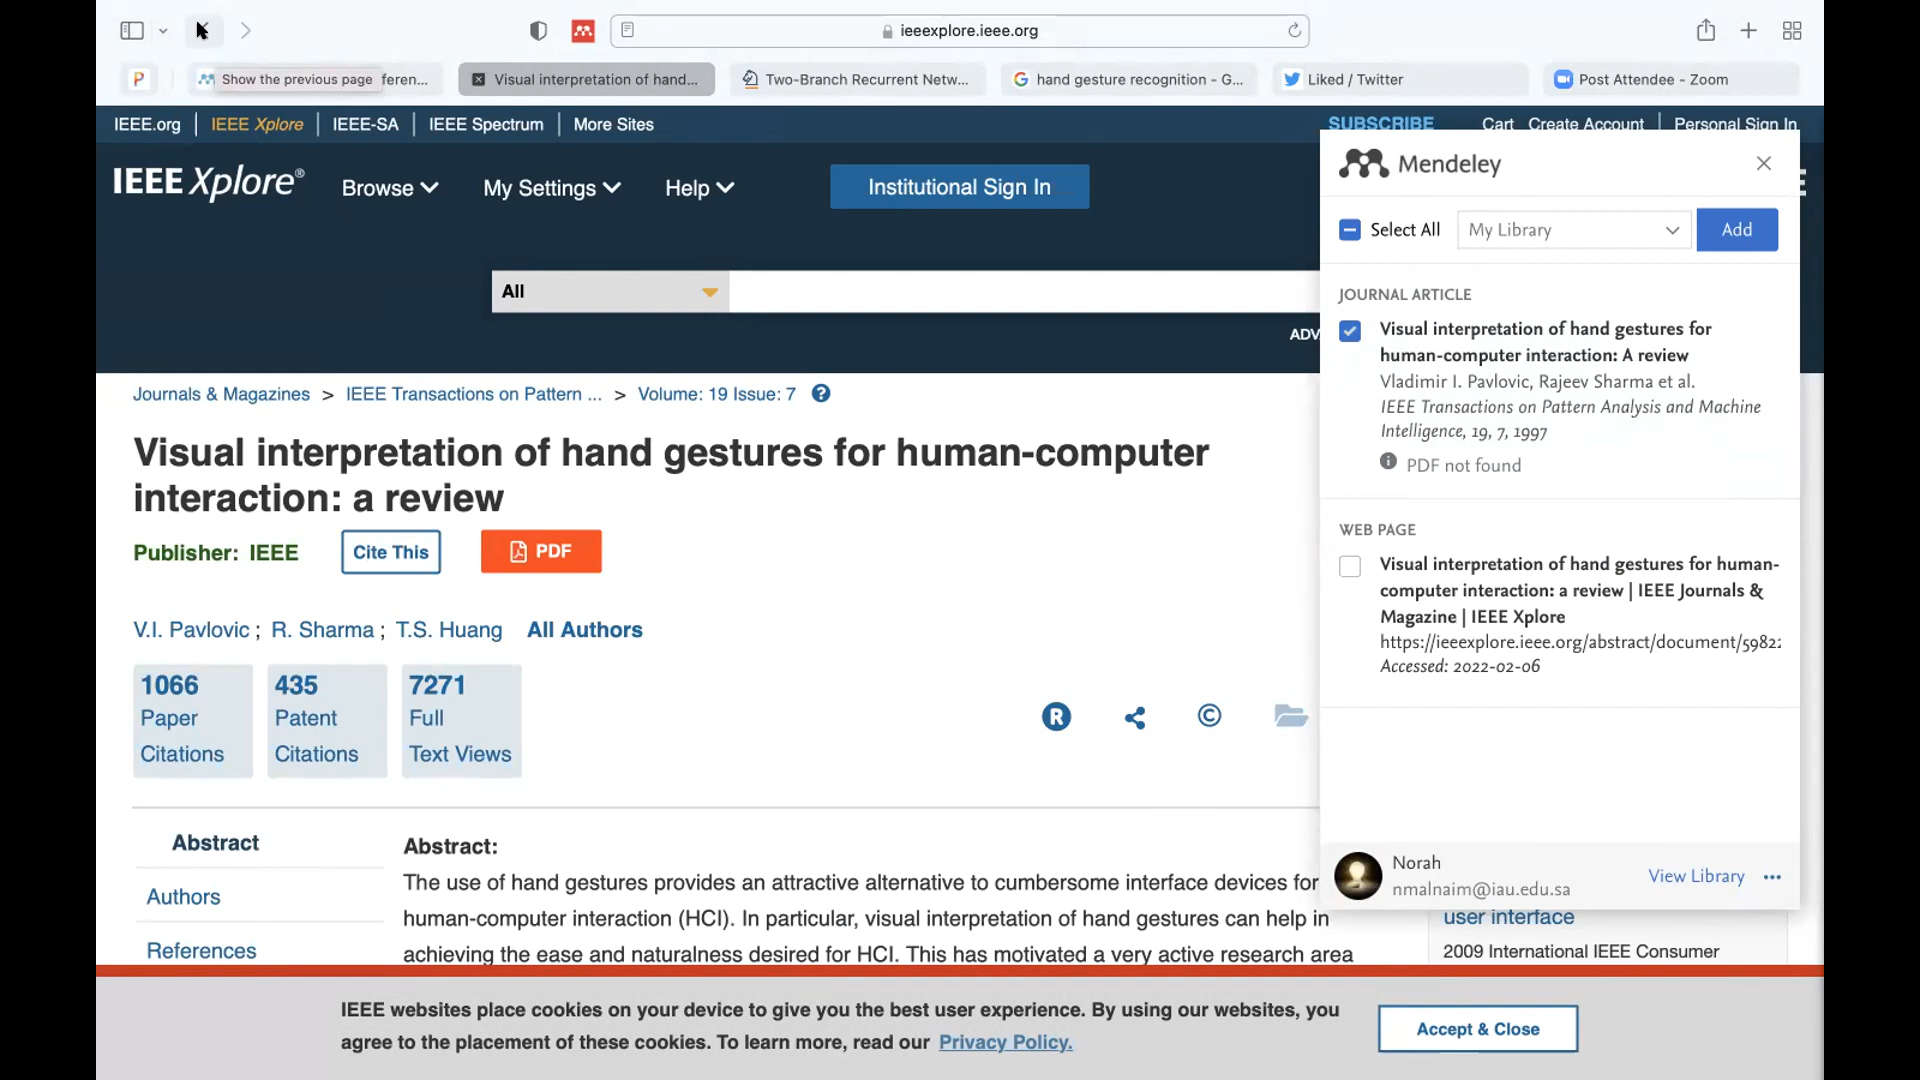 ieeexplore.ieee.org
P
Show the previous page
feren...
Visual interpretation of hand...
Two-Branch Recurrent Netw...
hand gesture recognition - G...
Liked / Twitter
Post Attendee - Zoom
IEEE.org
IEEE Xplore
IEEE-SA
IEEE Spectrum
More Sites
SUBSCRIBE
Cart
Create Account
Personal Sign In
IEEE Xplore®
Browse
My Settings
Help
Institutional Sign In
All
ADV
Journals & Magazines > IEEE Transactions on Pattern ... > Volume: 19 Issue: 7
Visual interpretation of hand gestures for human-computer
interaction: a review
Publisher: IEEE
Cite This
PDF
V.I. Pavlovic ; R. Sharma ; T.S. Huang All Authors
1066
Paper
Citations
435
Patent
Citations
7271
Full
Text Views
R
©
Abstract
Authors
References
Abstract:
The use of hand gestures provides an attractive alternative to cumbersome interface devices for
human-computer interaction (HCI). In particular, visual interpretation of hand gestures can help in
achieving the ease and naturalness desired for HCI. This has motivated a very active research area
Mendeley
Select All
My Library
Add
JOURNAL ARTICLE
Visual interpretation of hand gestures for
human-computer interaction: A review
Vladimir I. Pavlovic, Rajeev Sharma et al.
IEEE Transactions on Pattern Analysis and Machine
Intelligence, 19, 7, 1997
PDF not found
WEB PAGE
Visual interpretation of hand gestures for human-
computer interaction: a review | IEEE Journals &
Magazine | IEEE Xplore
https://ieeexplore.ieee.org/abstract/document/5982
Accessed: 2022-02-06
Norah
nmalnaim@iau.edu.sa
View Library
user interface
2009 International IEEE Consumer
IEEE websites place cookies on your device to give you the best user experience. By using our websites, you
agree to the placement of these cookies. To learn more, read our Privacy Policy.
Accept & Close